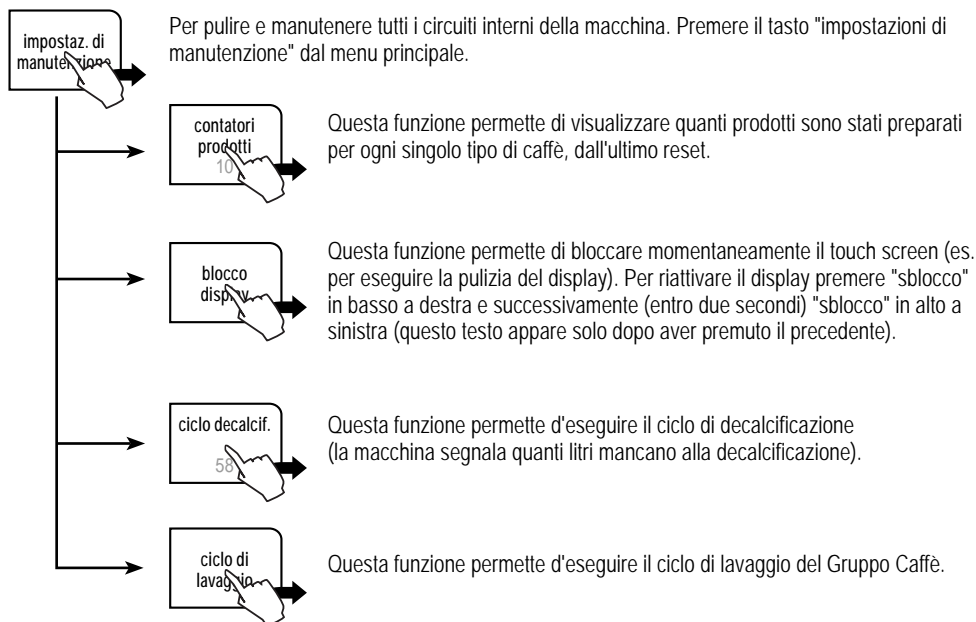 impostaz. di
manutenzione
Per pulire e manutenere tutti i circuiti interni della macchina. Premere il tasto "impostazioni di
manutenzione" dal menu principale.
contatori
prodotti
10
Questa funzione permette di visualizzare quanti prodotti sono stati preparati
per ogni singolo tipo di caffè, dall'ultimo reset.
blocco
display
Questa funzione permette di bloccare momentaneamente il touch screen (es.
per eseguire la pulizia del display). Per riattivare il display premere "sblocco"
in basso a destra e successivamente (entro due secondi) "sblocco" in alto a
sinistra (questo testo appare solo dopo aver premuto il precedente).
ciclo decalcif.
58
Questa funzione permette d'eseguire il ciclo di decalcificazione
(la macchina segnala quanti litri mancano alla decalcificazione).
ciclo di
lavaggio
Questa funzione permette d'eseguire il ciclo di lavaggio del Gruppo Caffè.